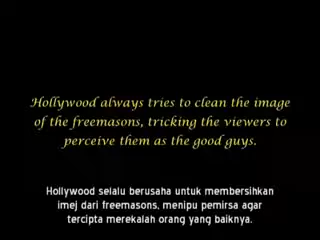 Hollywood always tries to clean the image
of the freemasons, tricking the viewers to
perceive them as the good guys.
Hollywood selalu berusaha untuk membersihkan
imej dari freemasons, menipu pemirsa agar
tercipta merekalah orang yang baiknya.